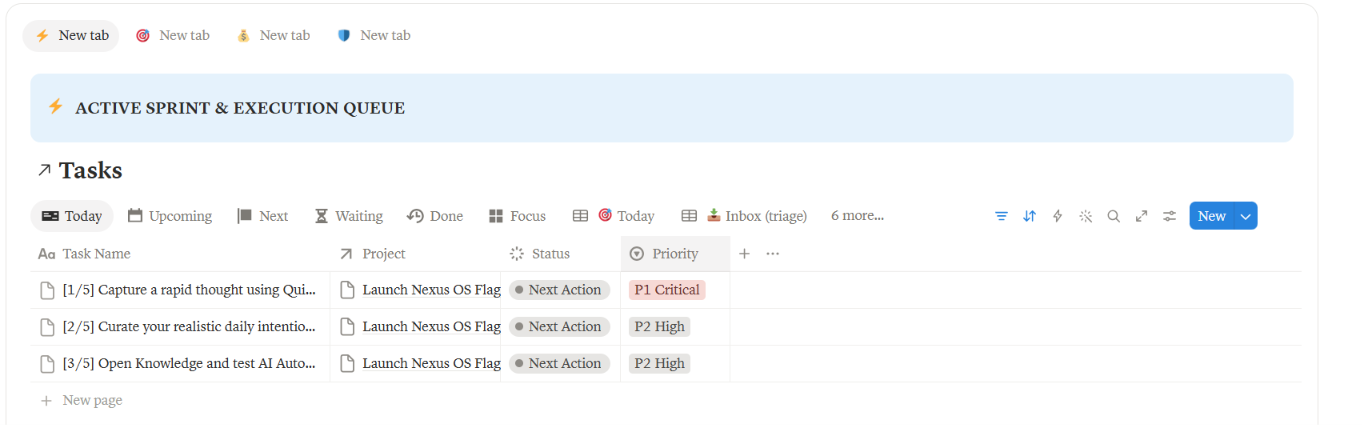 New tab New tab New tab New tab
ACTIVE SPRINT & EXECUTION QUEUE
Tasks
Today Upcoming Next Waiting Done Focus Today Inbox (triage) 6 more... New
Aa Task Name Project Status Priority
[1/5] Capture a rapid thought using Qui... Launch Nexus OS Flag Next Action P1 Critical
[2/5] Curate your realistic daily intentio... Launch Nexus OS Flag Next Action P2 High
[3/5] Open Knowledge and test AI Auto... Launch Nexus OS Flag Next Action P2 High
New page